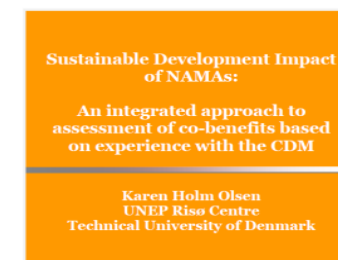 Sustainable Development Impact
of NAMAs:
An integrated approach to
assessment of co-benefits based
on experience with the CDM
Karen Holm Olsen
UNEP Risø Centre
Technical University of Denmark